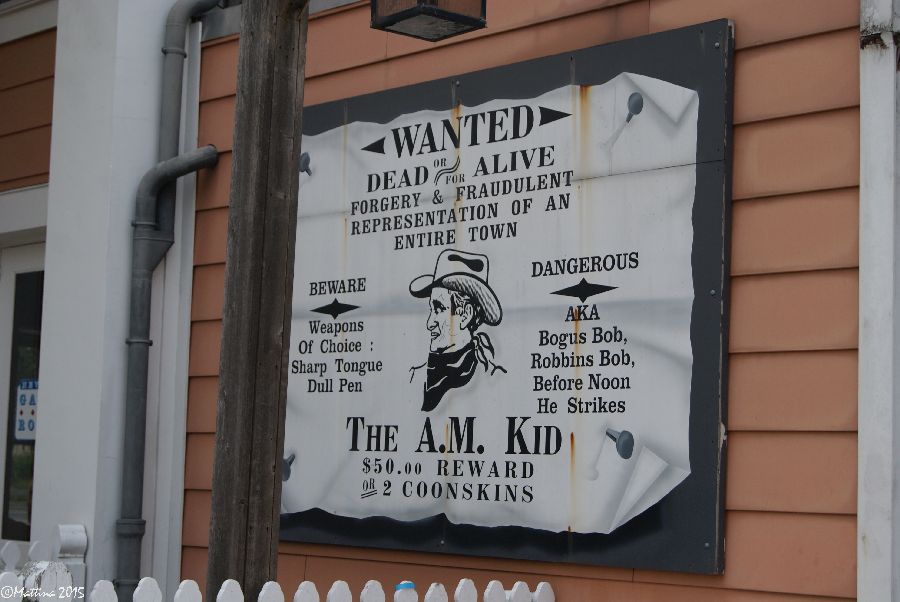 WANTED
DEAD OR FOR ALIVE
FORGERY & FRAUDULENT
REPRESENTATION OF AN
ENTIRE TOWN
BEWARE
Weapons
Of Choice :
Sharp Tongue
Dull Pen
DANGEROUS
AKA
Bogus Bob,
Robbins Bob,
Before Noon
He Strikes
THE A.M. KID
$50.00 REWARD
OR 2 COONSKINS
©Mattina 2015